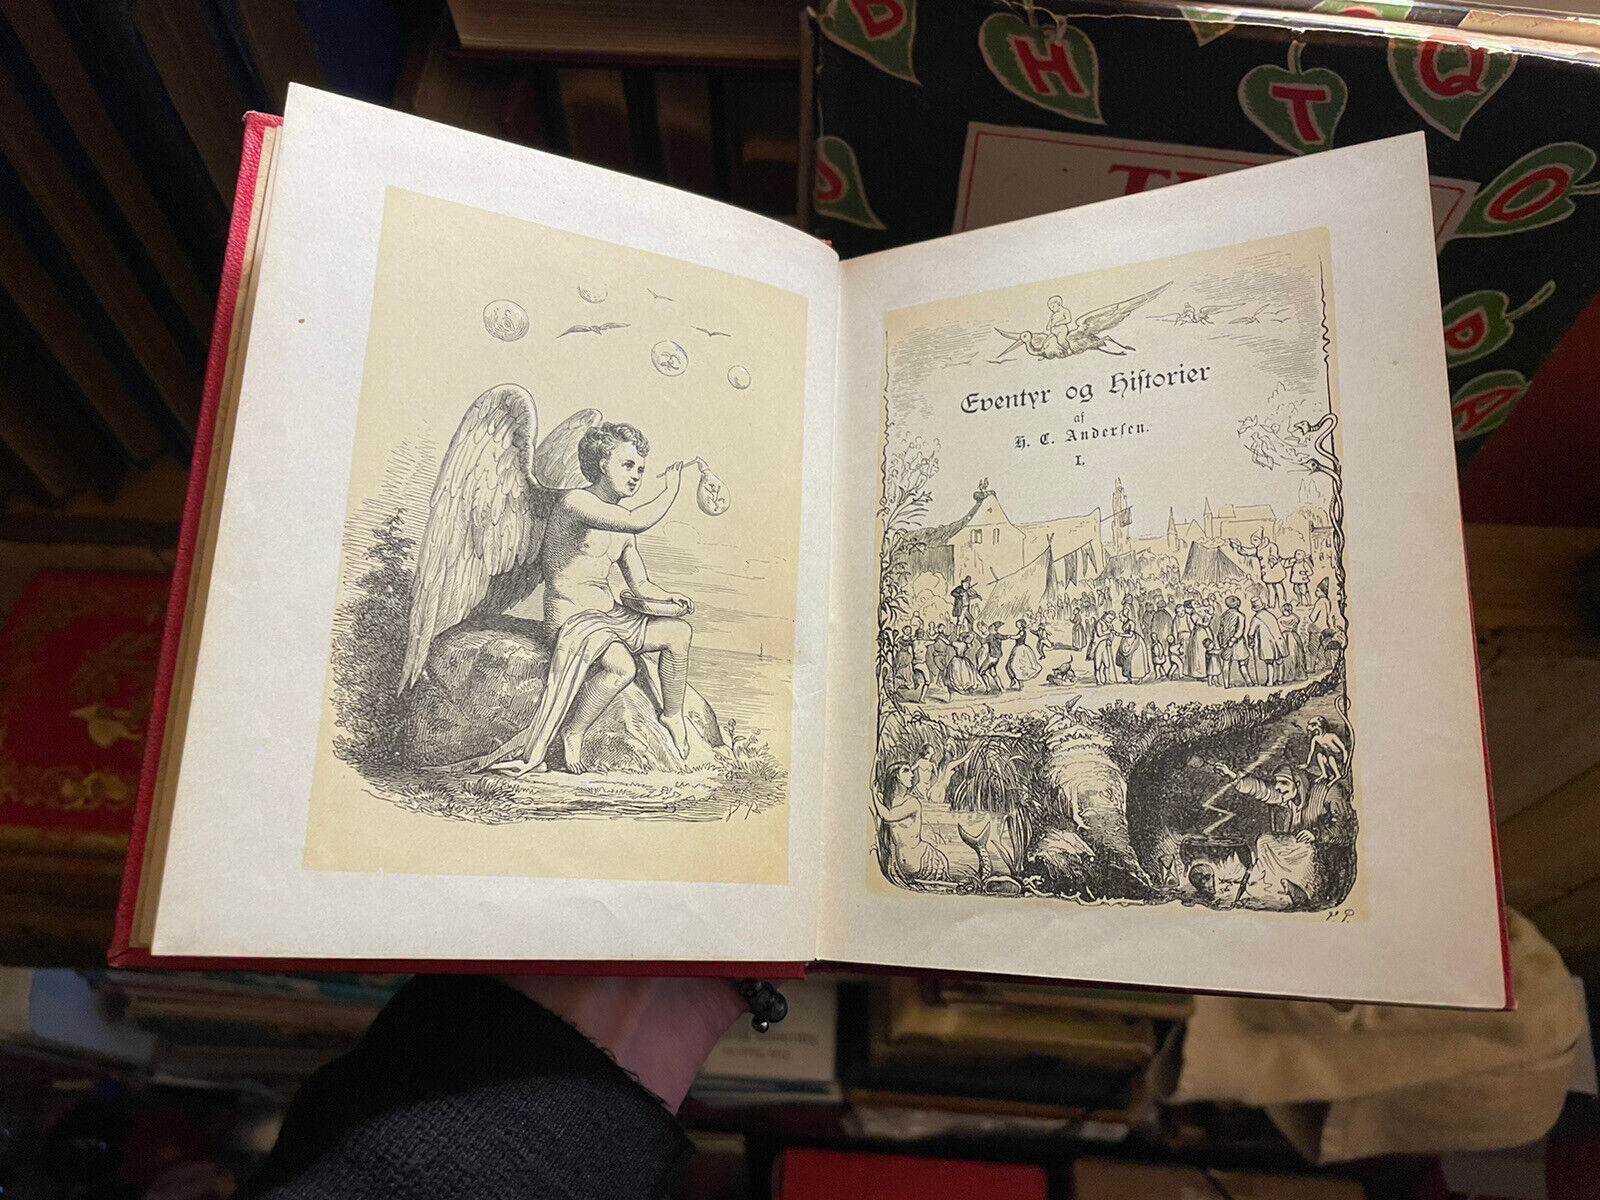 B
H
T
Q
O
P
A
Eventyr og Hiſtorier
af
H. C. Anderſen.
I.
V. P.